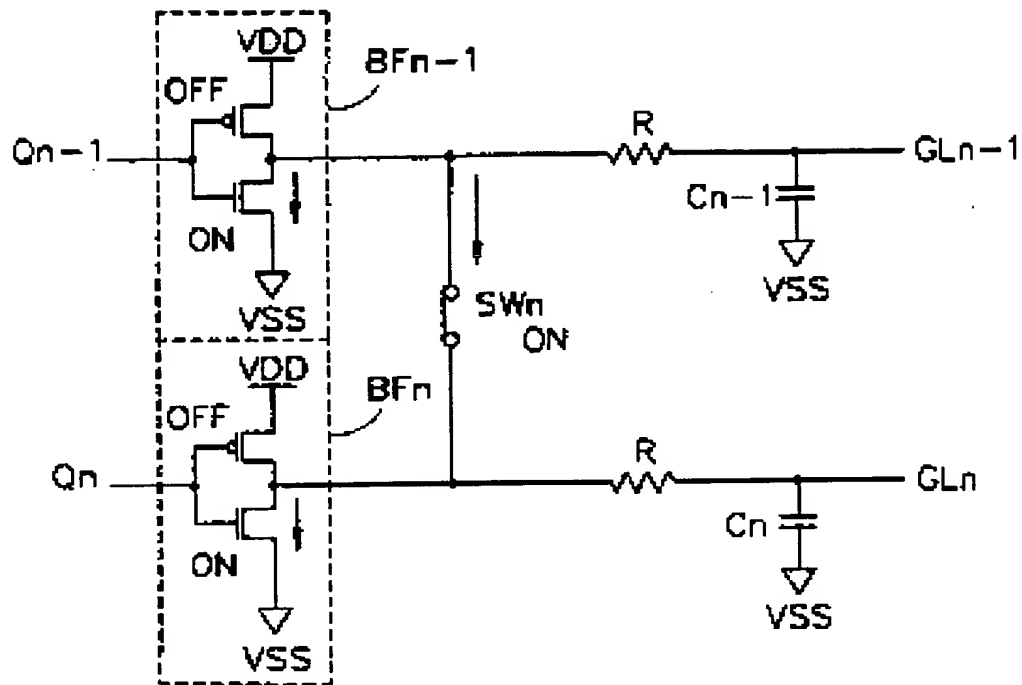 VDD
BFn-1
OFF
R
Qn-1
GLn-1
Cn-1
ON
SWn
VSS
VSS
ON
VDD
BFn
OFF
R
Qn
GLn
Cn
ON
VSS
VSS